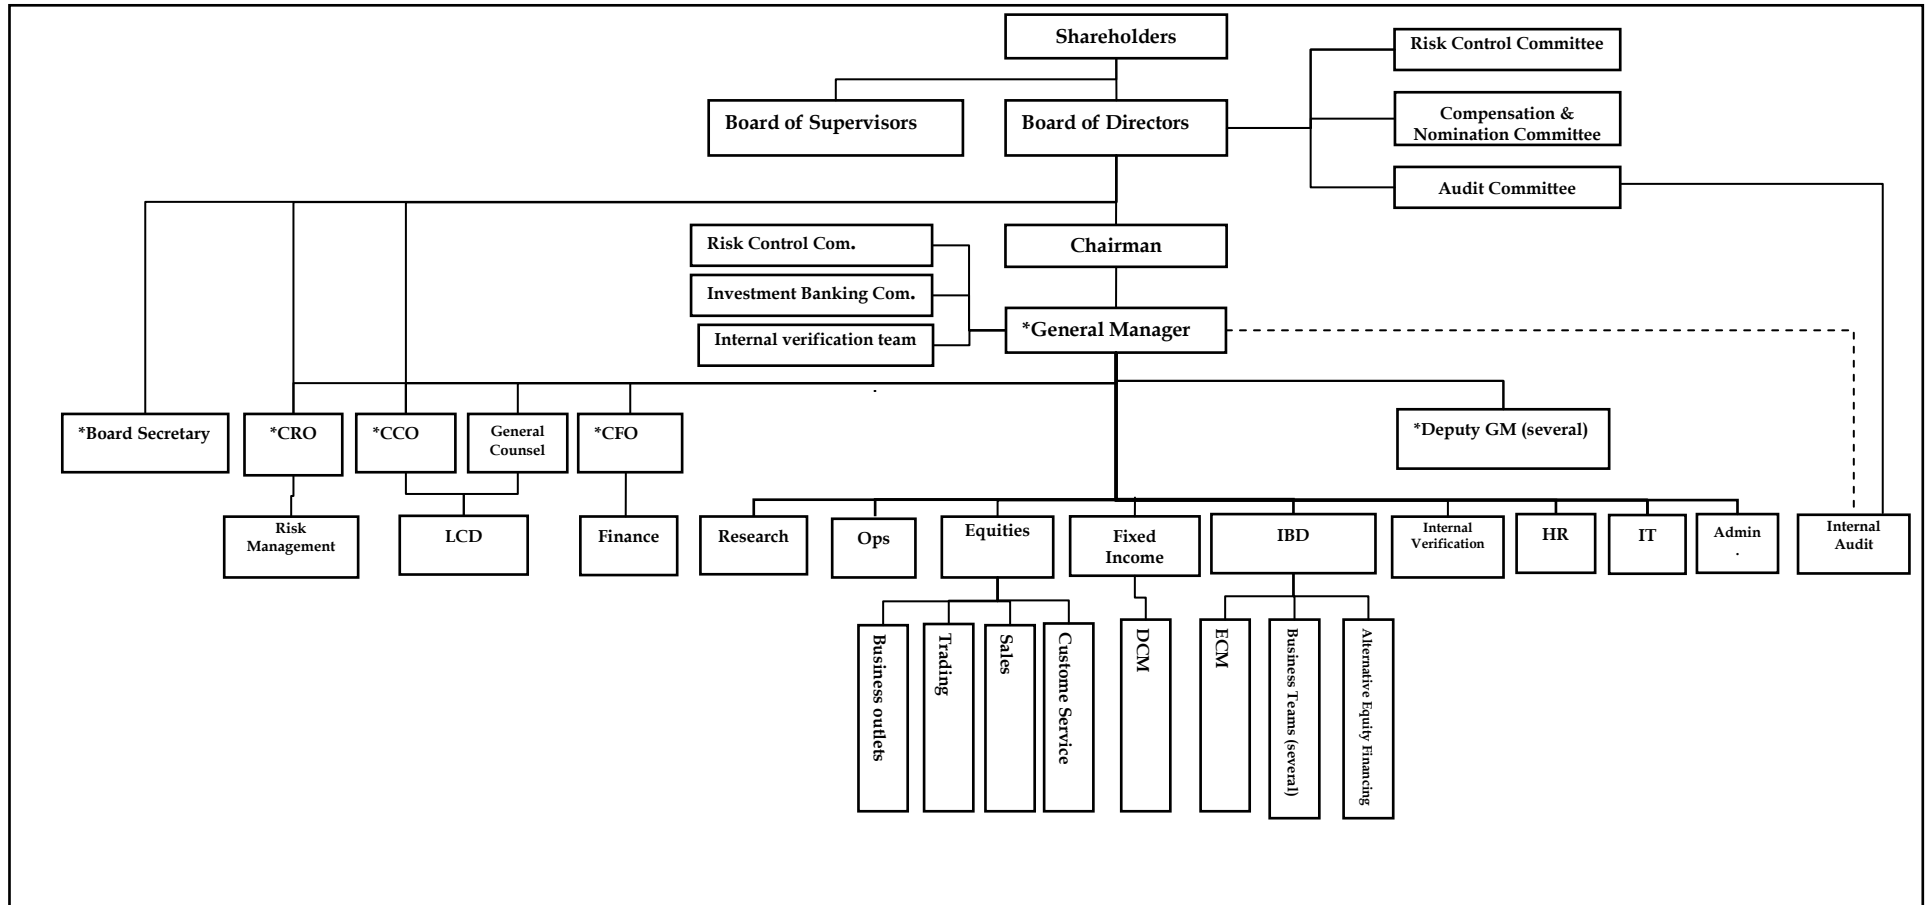 Shareholders
Risk Control Committee
Board of Supervisors
Board of Directors
Compensation &
Nomination Committee
Audit Committee
Risk Control Com.
Chairman
Investment Banking Com.
*General Manager
Internal verification team
.
*Board Secretary
*CRO
*CCO
General
Counsel
*CFO
*Deputy GM (several)
Risk
Management
LCD
Finance
Research
Ops
Equities
Fixed
Income
IBD
Internal
Verification
HR
IT
Admin
.
Internal
Audit
Business outlets
Trading
Sales
Custome Service
DCM
ECM
Business Teams (several)
Alternative Equity Financing